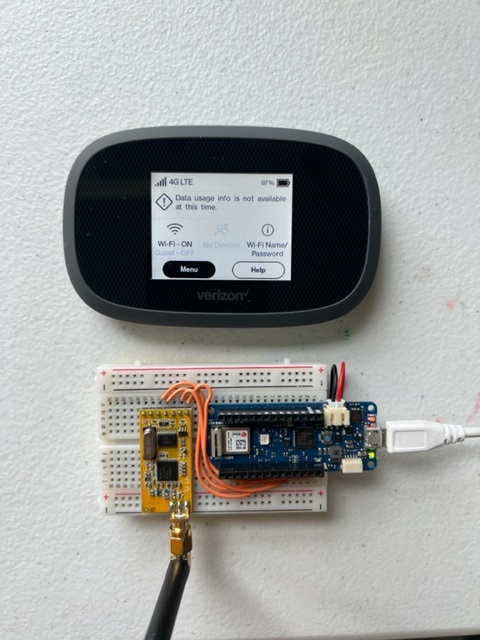 4G LTE 97%
Data usage info is not available
at this time.
Wi-Fi - ON No Devices Wi-Fi Name/
Guest - OFF Password
Menu Help
verizon✓